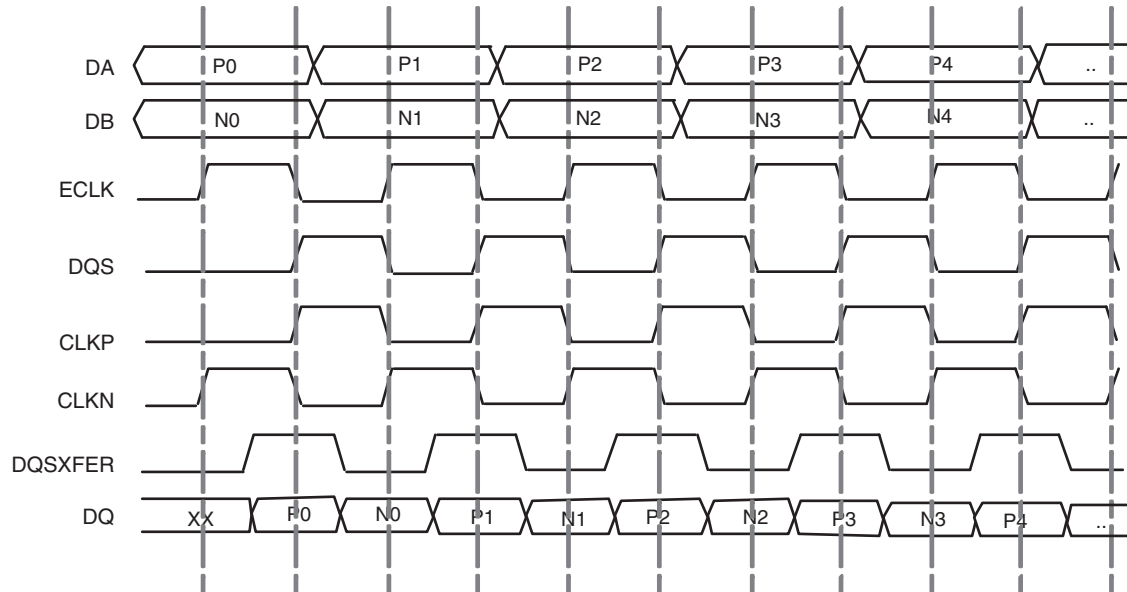 DA P0 P1 P2 P3 P4 ..
DB N0 N1 N2 N3 N4 ..
ECLK
DQS
CLKP
CLKN
DQSXFER
DQ XX P0 N0 P1 N1 P2 N2 P3 N3 P4 ..